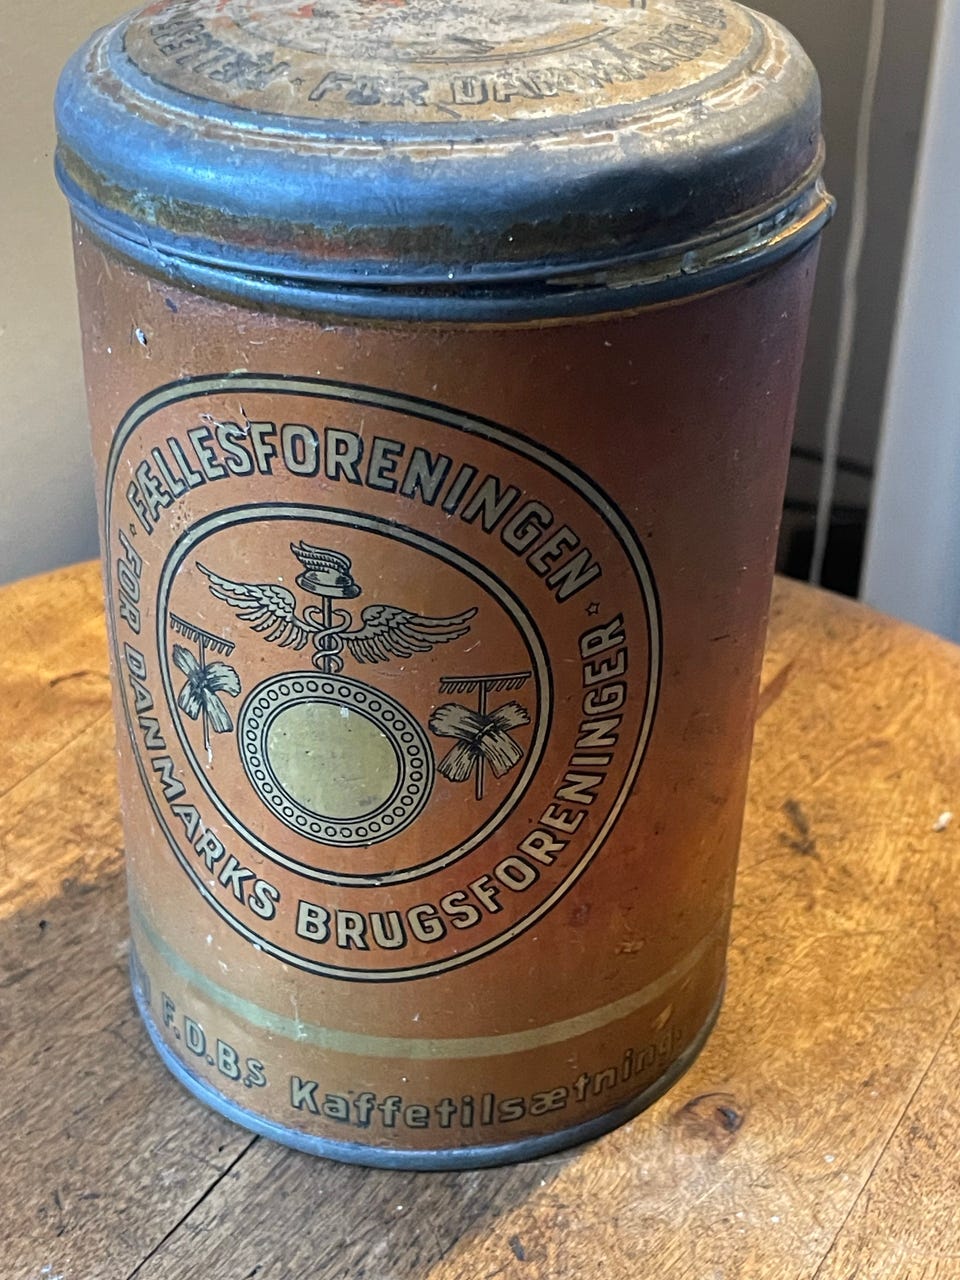 FÆLLESFORENINGEN
FOR DANMARKS BRUGSFORENINGER
F.D.B.s Kaffetilsætning.
FOR DANMARKS